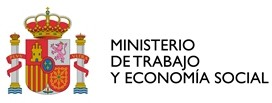 MINISTERIO
DE TRABAJO
Y ECONOMÍA SOCIAL